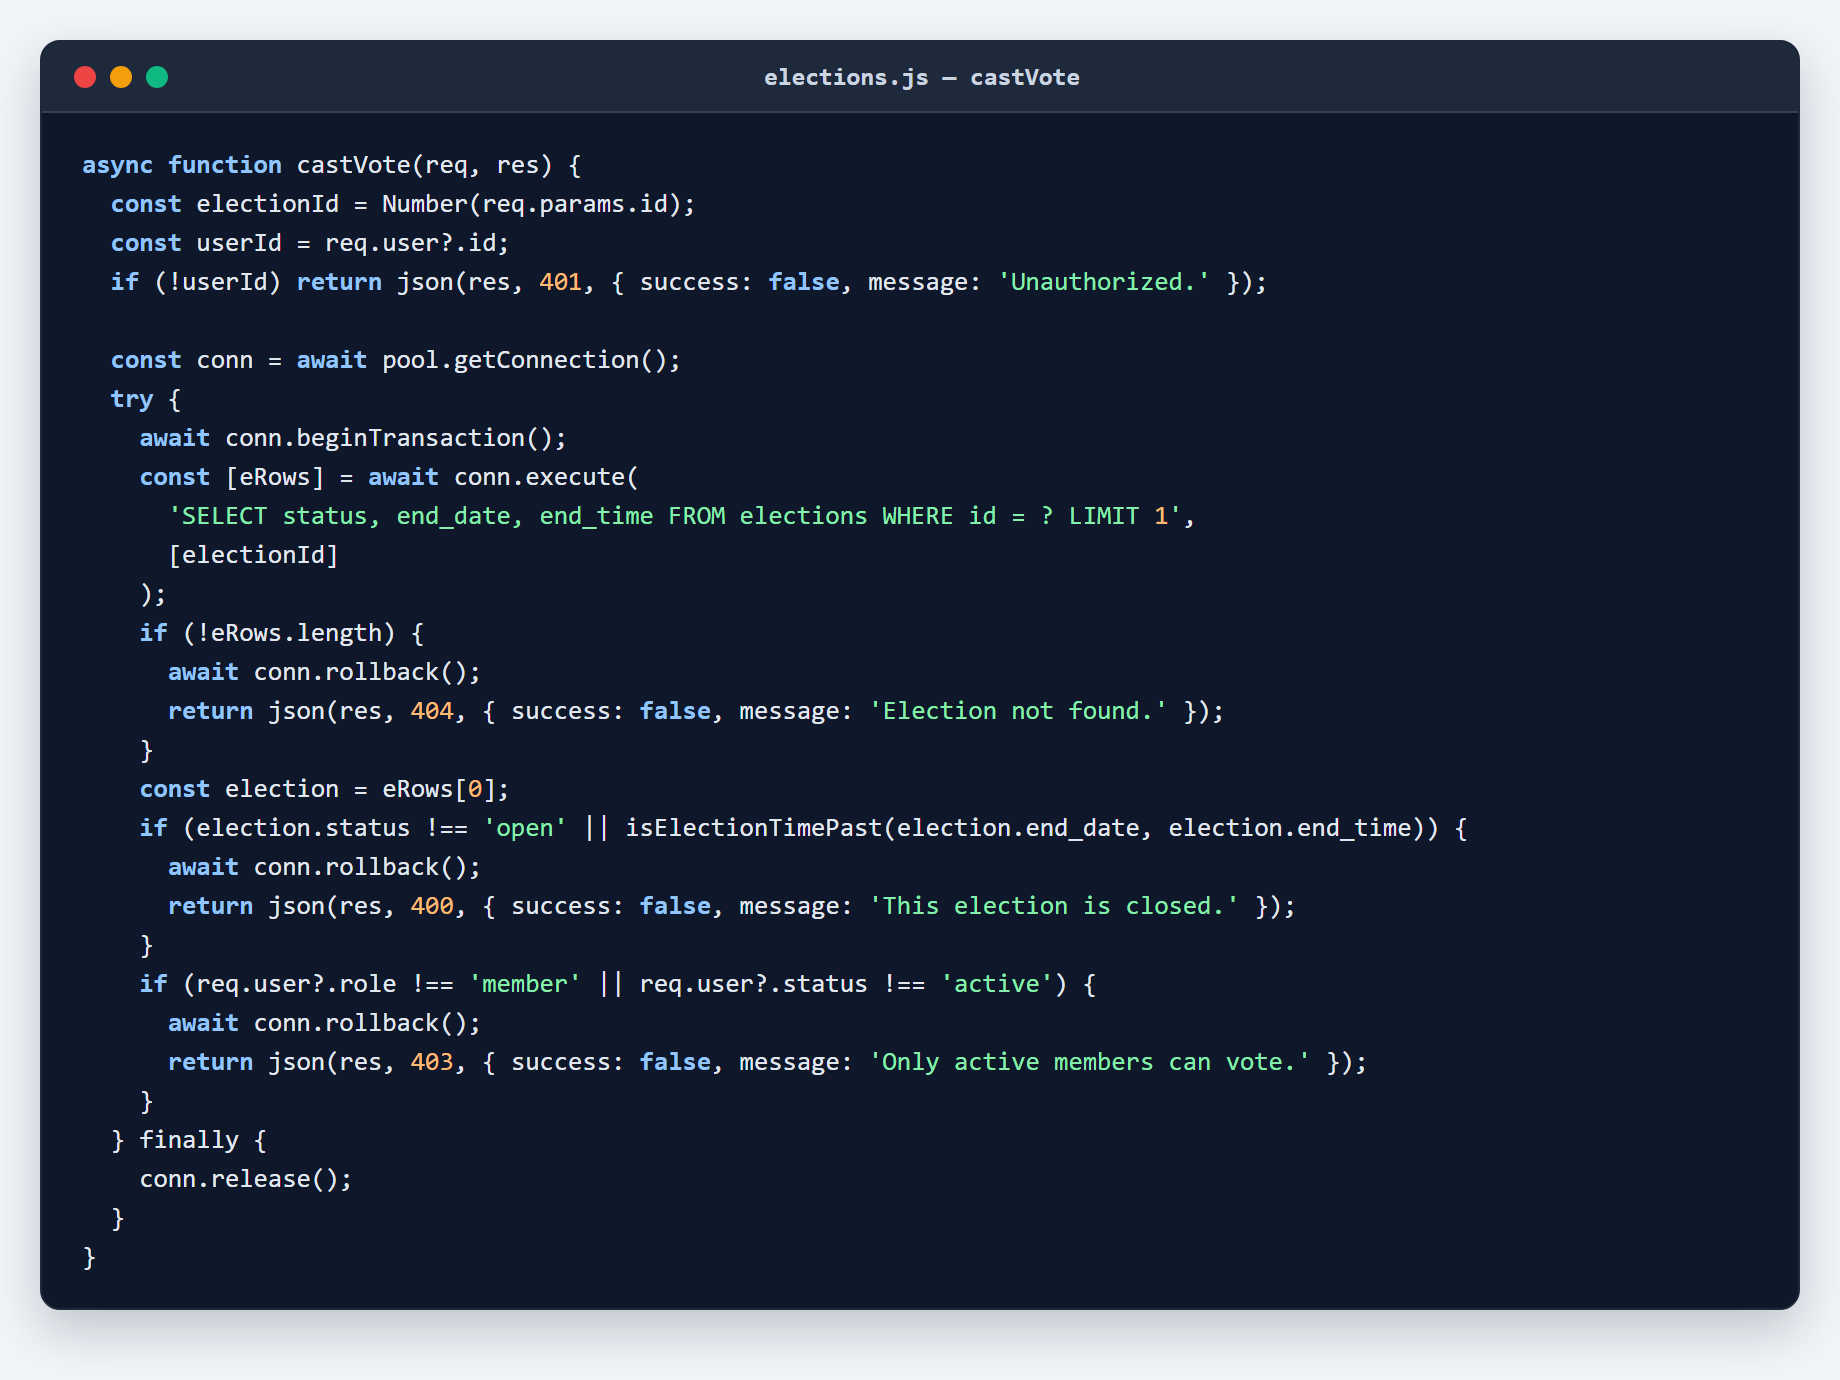 elections.js — castVote
async function castVote(req, res) {
  const electionId = Number(req.params.id);
  const userId = req.user?.id;
  if (!userId) return json(res, 401, { success: false, message: 'Unauthorized.' });

  const conn = await pool.getConnection();
  try {
    await conn.beginTransaction();
    const [eRows] = await conn.execute(
      'SELECT status, end_date, end_time FROM elections WHERE id = ? LIMIT 1',
      [electionId]
    );
    if (!eRows.length) {
      await conn.rollback();
      return json(res, 404, { success: false, message: 'Election not found.' });
    }
    const election = eRows[0];
    if (election.status !== 'open' || isElectionTimePast(election.end_date, election.end_time)) {
      await conn.rollback();
      return json(res, 400, { success: false, message: 'This election is closed.' });
    }
    if (req.user?.role !== 'member' || req.user?.status !== 'active') {
      await conn.rollback();
      return json(res, 403, { success: false, message: 'Only active members can vote.' });
    }
  } finally {
    conn.release();
  }
}